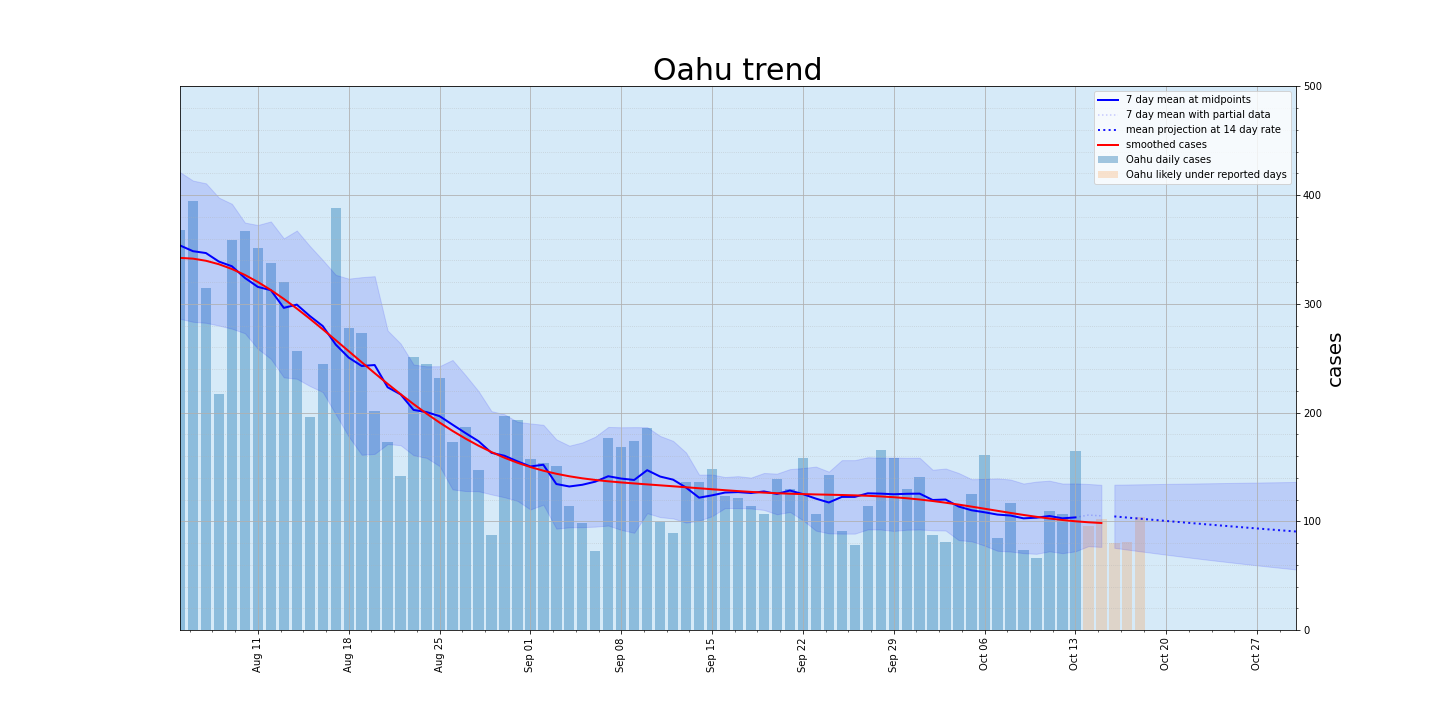 Oahu trend
7 day mean at midpoints
7 day mean with partial data
mean projection at 14 day rate
smoothed cases
Oahu daily cases
Oahu likely under reported days
500
400
300
200
100
0
cases
Aug 11
Aug 18
Aug 25
Sep 01
Sep 08
Sep 15
Sep 22
Sep 29
Oct 06
Oct 13
Oct 20
Oct 27